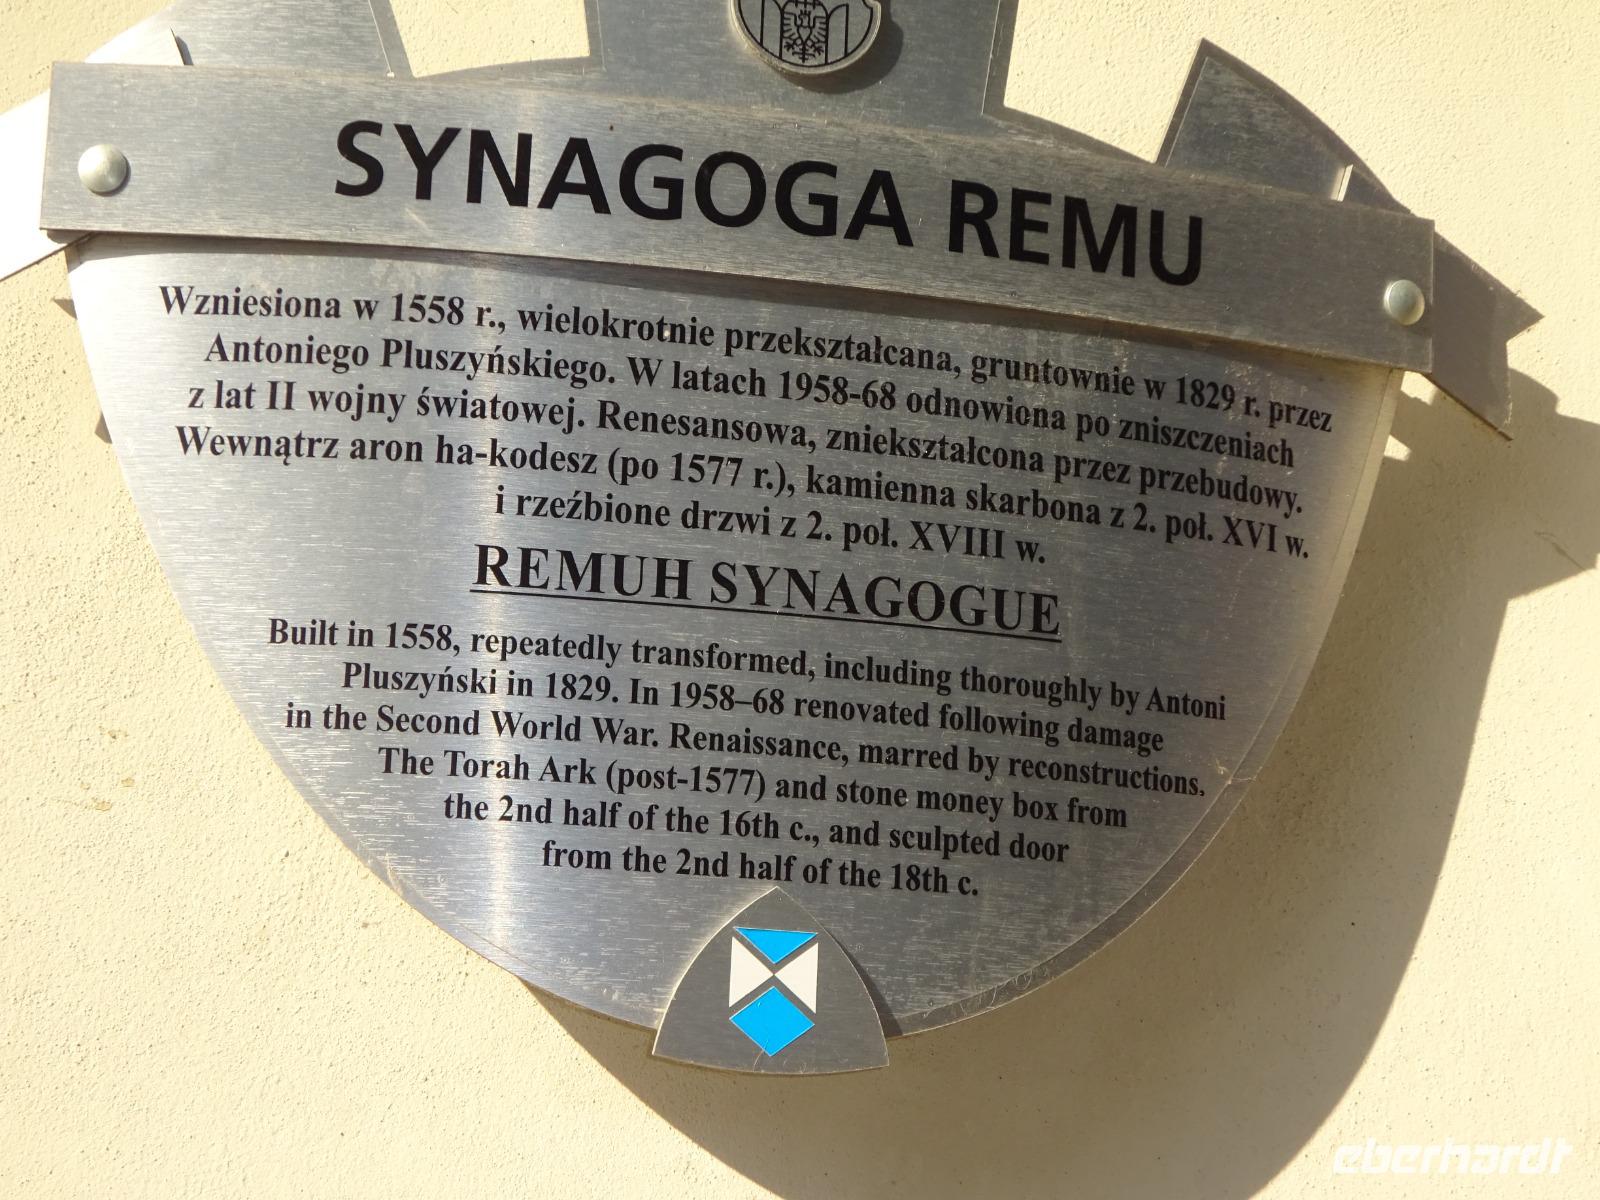 SYNAGOGA REMU
Wzniesiona w 1558 r., wielokrotnie przekształcana, gruntownie w 1829 r. przez
Antoniego Pluszyńskiego. W latach 1958-68 odnowiona po zniszczeniach
z lat II wojny światowej. Renesansowa, zniekształcona przez przebudowy.
Wewnątrz aron ha-kodesz (po 1577 r.), kamienna skarbona z 2. poł. XVI w.
i rzeźbione drzwi z 2. poł. XVIII w.
REMUH SYNAGOGUE
Built in 1558, repeatedly transformed, including thoroughly by Antoni
Pluszyński in 1829. In 1958–68 renovated following damage
in the Second World War. Renaissance, marred by reconstructions.
The Torah Ark (post-1577) and stone money box from
the 2nd half of the 16th c., and sculpted door
from the 2nd half of the 18th c.
eberhardt